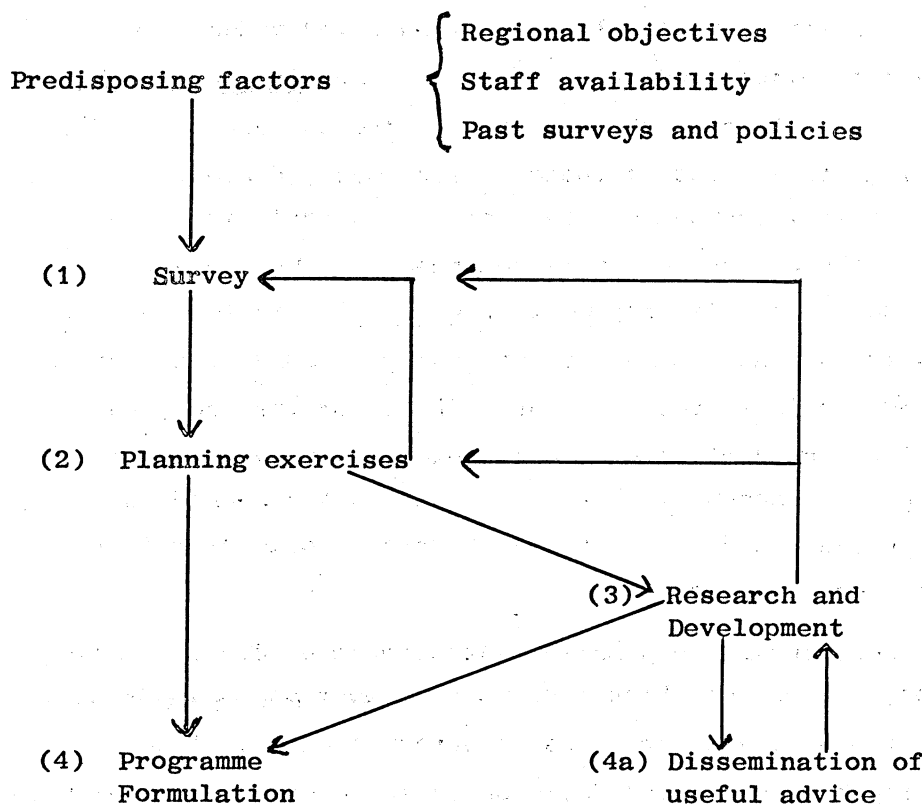 Regional objectives
Predisposing factors
Staff availability
Past surveys and policies
(1) Survey
(2) Planning exercises
(3) Research and
Development
(4) Programme
Formulation
(4a) Dissemination of
useful advice